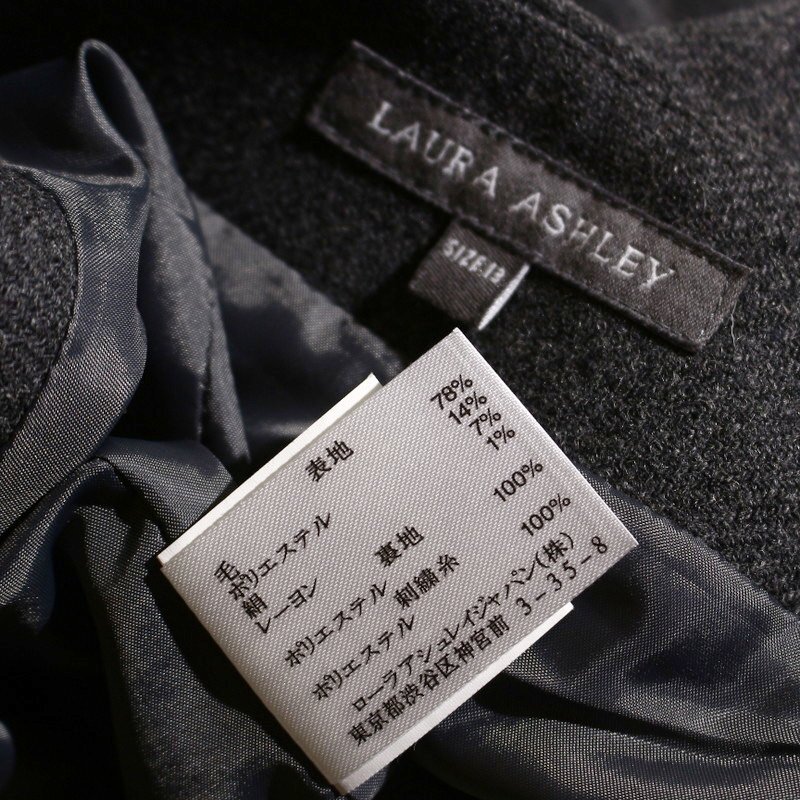 LAURA ASHLEY
SIZE.13
表地
毛 78%
ポリエステル 14%
絹 7%
レーヨン 1%
裏地
ポリエステル 100%
刺繍糸
ポリエステル 100%
ローラアシュレイジャパン(株)
東京都渋谷区神宮前 3-35-8